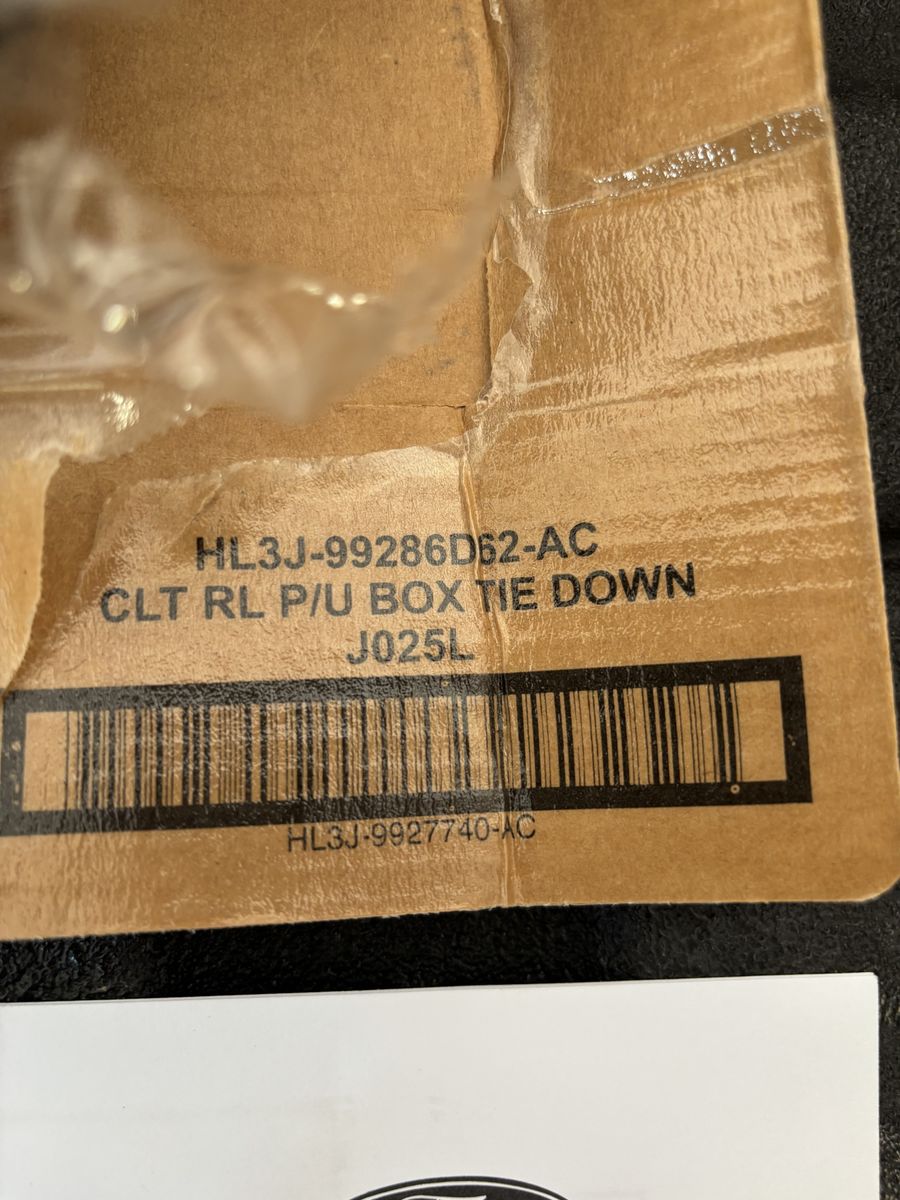 HL3J-99286D62-AC
CLT RL P/U BOX TIE DOWN
J025L
HL3J-9927740-AC